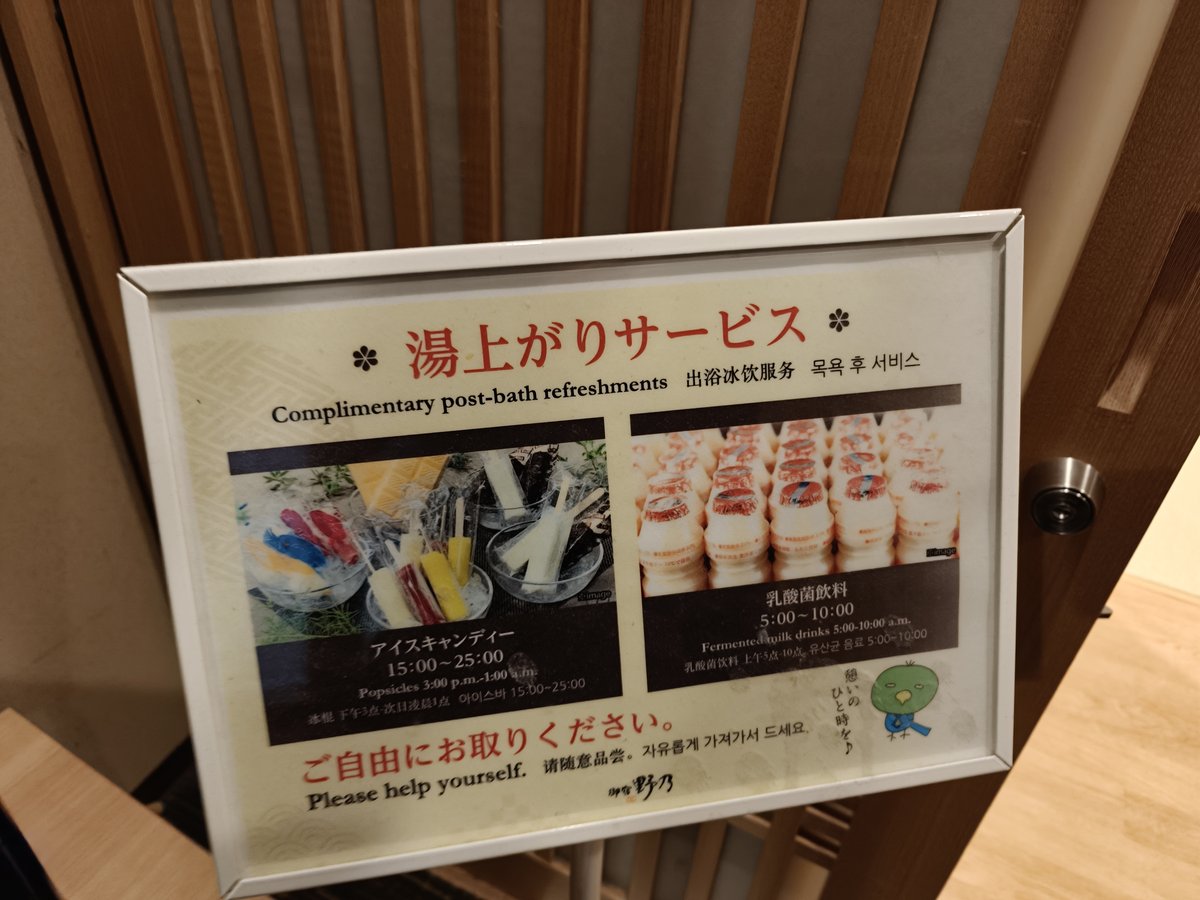 湯上がりサービス
Complimentary post-bath refreshments 出浴冰饮服务 목욕 후 서비스
アイスキャンディー
15:00~25:00
Popsicles 3:00 p.m.-1:00 a.m.
冰棍 下午3点-次日凌晨1点 아이스바 15:00~25:00
image
乳酸菌飲料
5:00~10:00
Fermented milk drinks 5:00-10:00 a.m.
乳酸菌饮料 上午5点-10点 유산균 음료 5:00~10:00
image
憩いの
ひと時を♪
ご自由にお取りください。
Please help yourself. 请随意品尝。 자유롭게 가져가서 드세요.
御宿 野乃